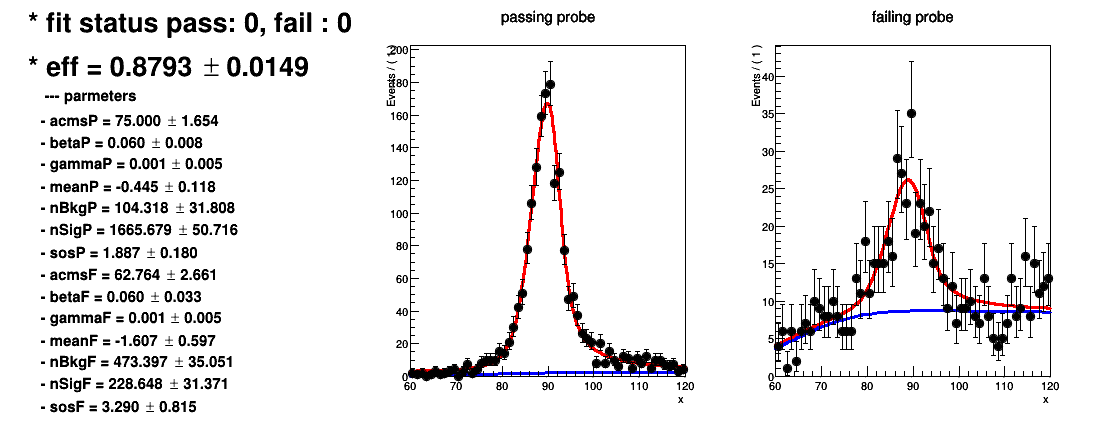 * fit status pass: 0, fail : 0
* eff = 0.8793 ± 0.0149
--- parmeters
- acmsP = 75.000 ± 1.654
- betaP = 0.060 ± 0.008
- gammaP = 0.001 ± 0.005
- meanP = -0.445 ± 0.118
- nBkgP = 104.318 ± 31.808
- nSigP = 1665.679 ± 50.716
- sosP = 1.887 ± 0.180
- acmsF = 62.764 ± 2.661
- betaF = 0.060 ± 0.033
- gammaF = 0.001 ± 0.005
- meanF = -1.607 ± 0.597
- nBkgF = 473.397 ± 35.051
- nSigF = 228.648 ± 31.371
- sosF = 3.290 ± 0.815
passing probe
Events / ( 1 )
200
180
160
140
120
100
80
60
40
20
0
60 70 80 90 100 110 120
x
failing probe
Events / ( 1 )
40
35
30
25
20
15
10
5
0
60 70 80 90 100 110 120
x